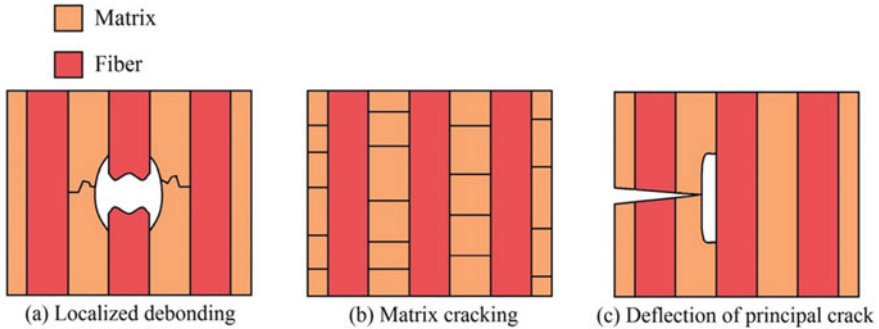 Matrix
Fiber
(a) Localized debonding
(b) Matrix cracking
(c) Deflection of principal crack